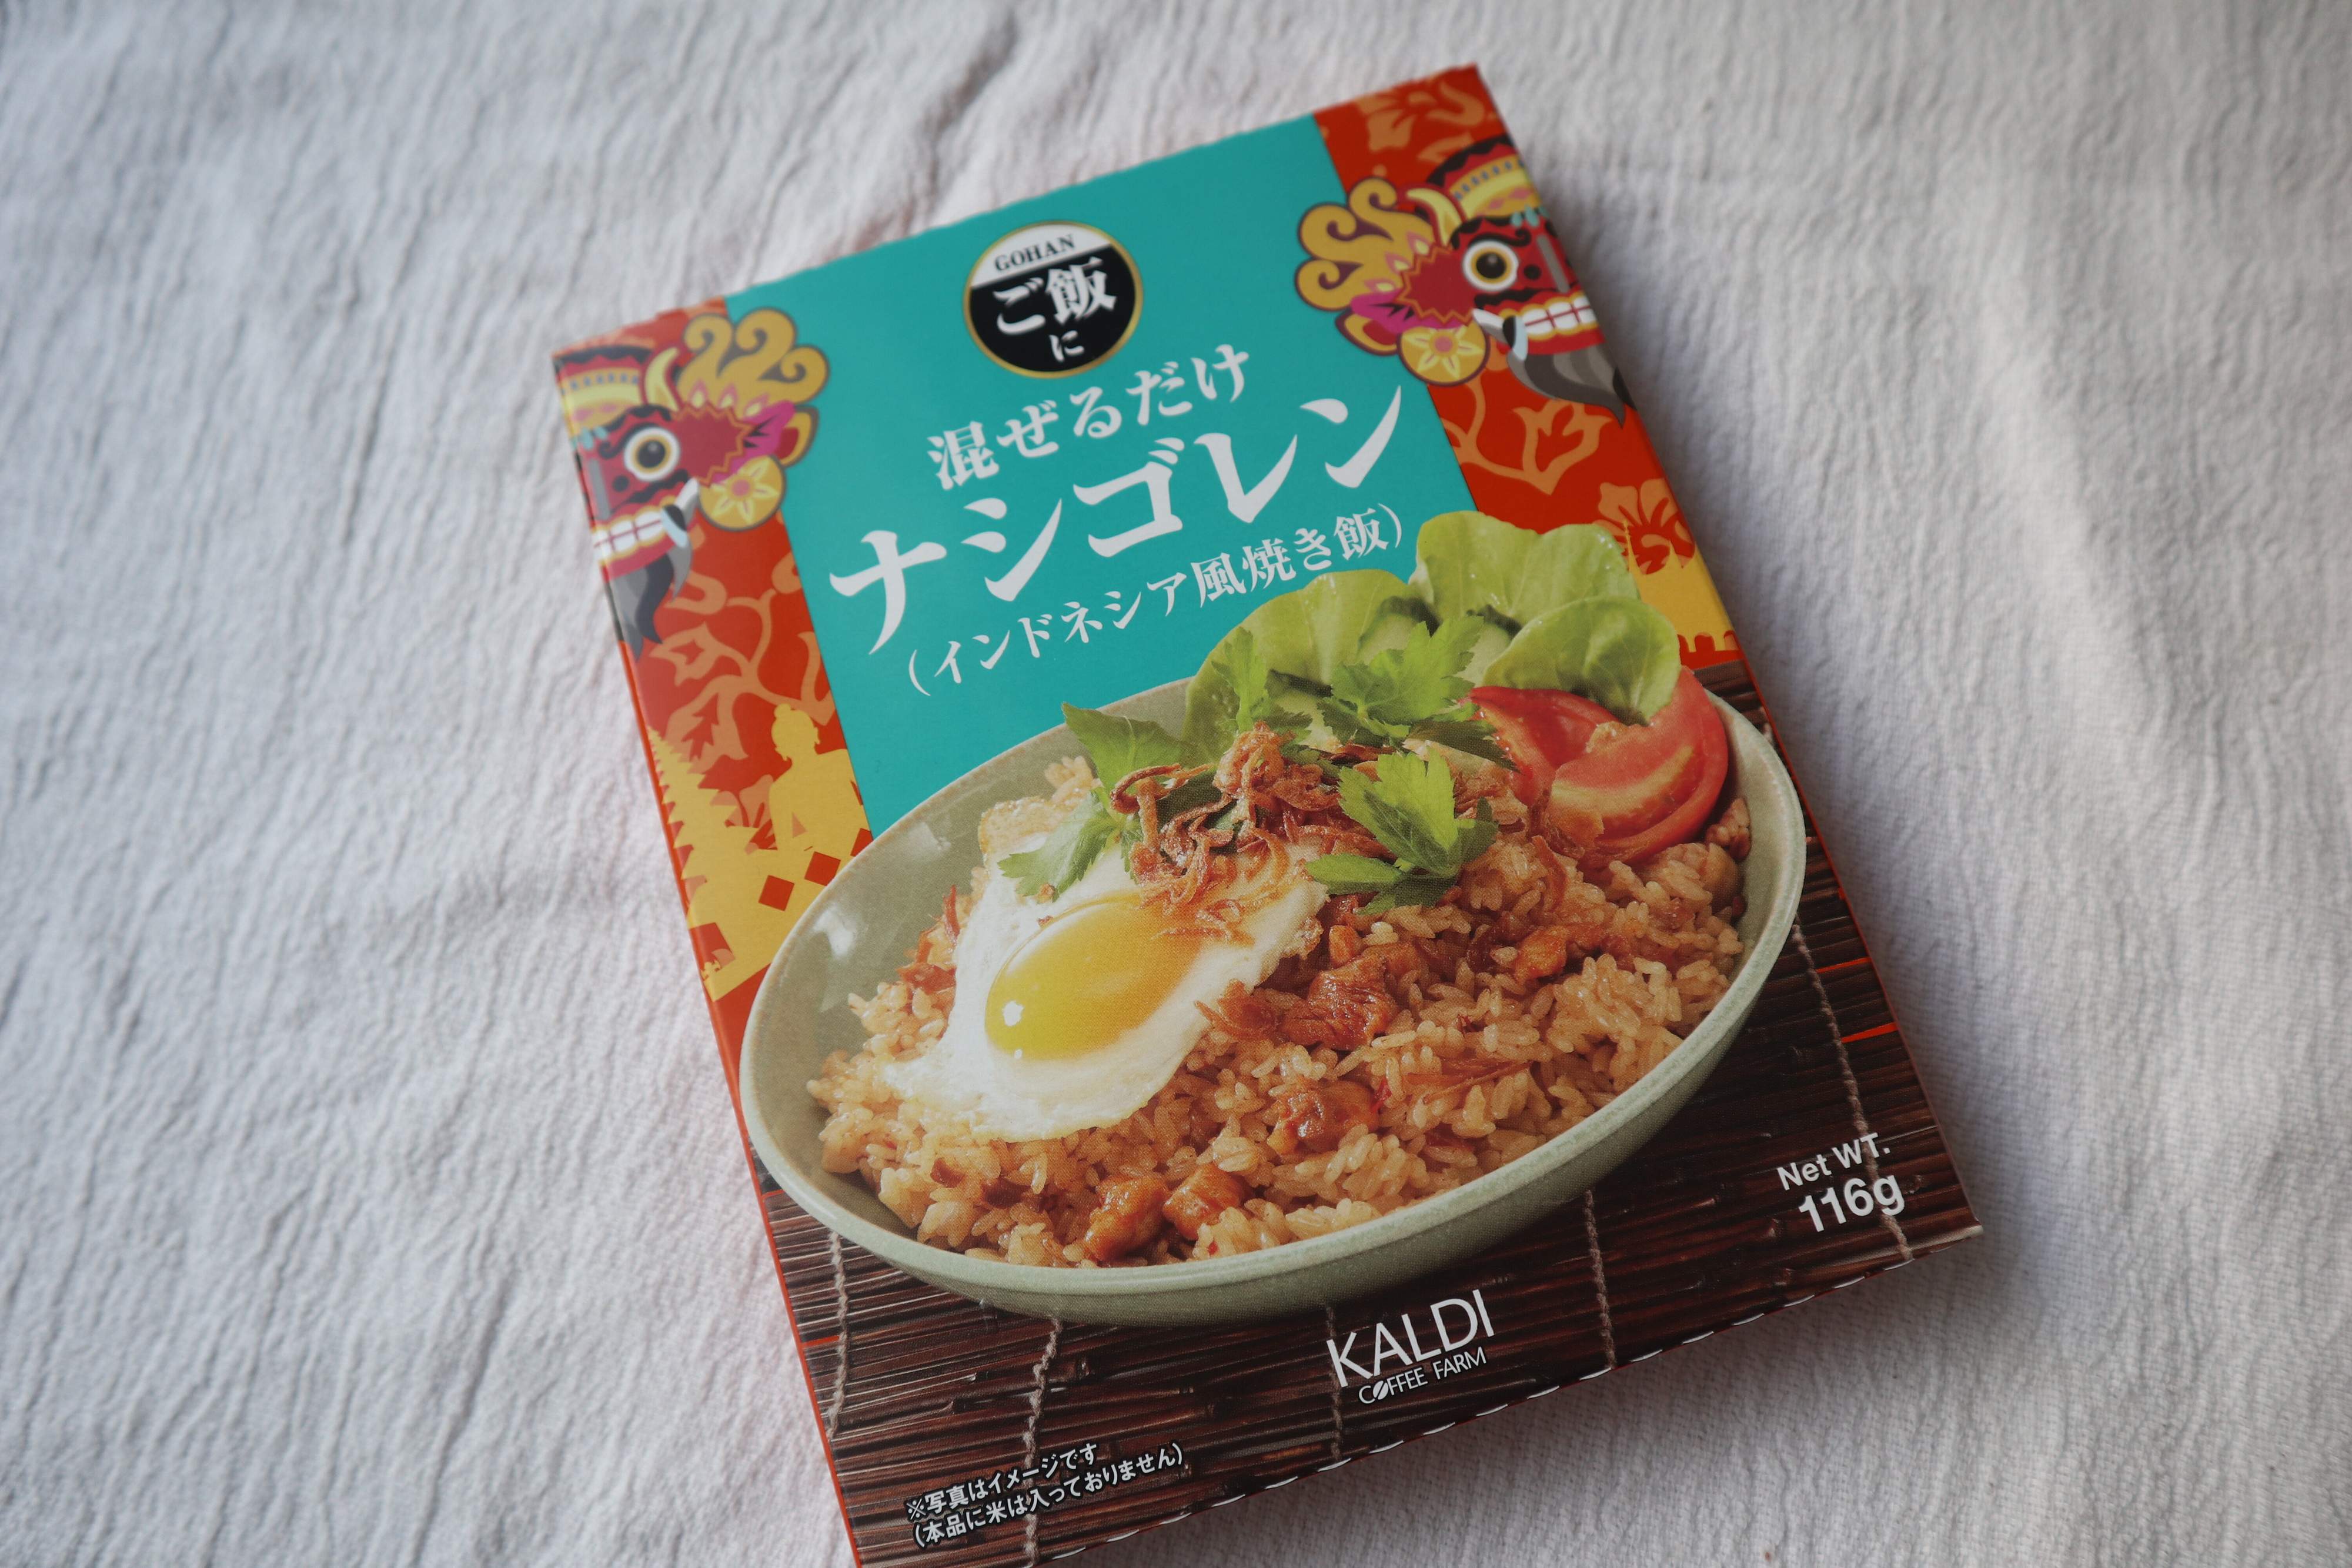 GOHAN
ご飯
に
混ぜるだけ
ナシゴレン
(インドネシア風焼き飯)
Net WT.
116g
KALDI
COFFEE FARM
※写真はイメージです
(本品に米は入っておりません)